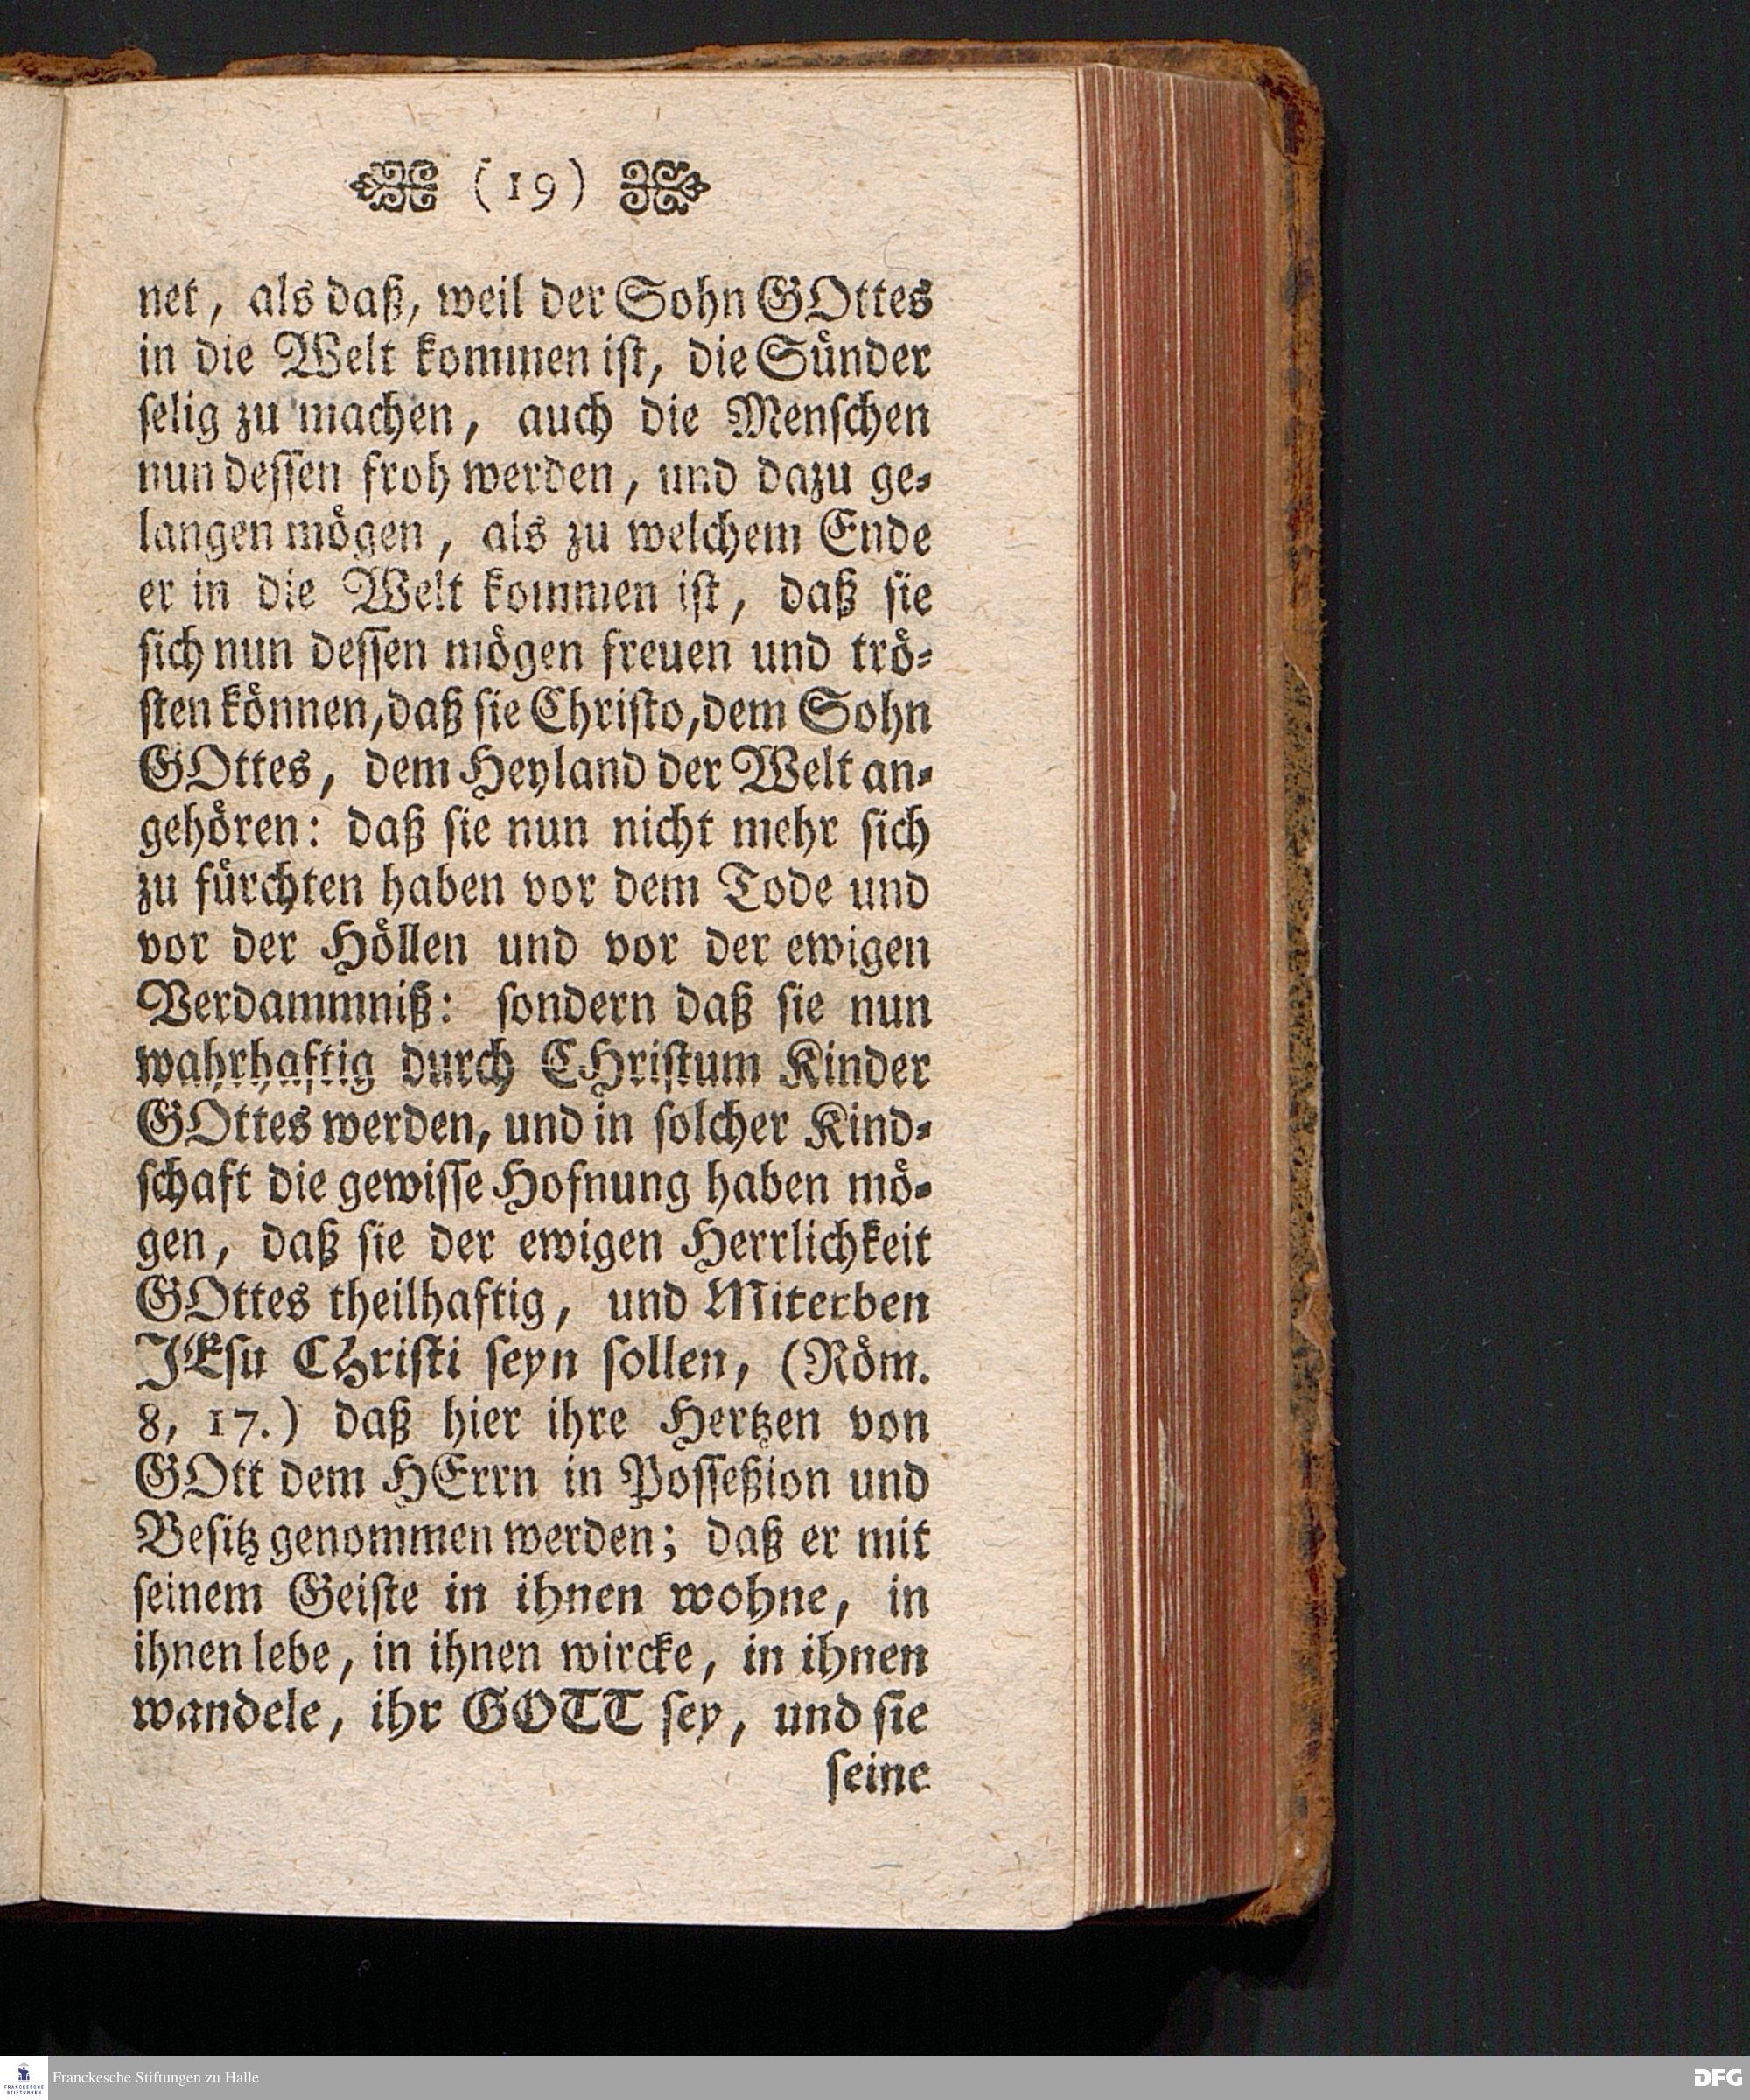 (19)
net, als daß, weil der Sohn GOttes
in die Welt kommen ist, die Sünder
selig zu machen, auch die Menschen
nun dessen froh werden, und dazu ge-
langen mögen, als zu welchem Ende
er in die Welt kommen ist, daß sie
sich nun dessen mögen freuen und trö-
sten können, daß sie Christo, dem Sohn
GOttes, dem Heyland der Welt an-
gehören: daß sie nun nicht mehr sich
zu fürchten haben vor dem Tode und
vor der Höllen und vor der ewigen
Verdammniß: sondern daß sie nun
wahrhaftig durch CHristum Kinder
GOttes werden, und in solcher Kind-
schaft die gewisse Hofnung haben mö-
gen, daß sie der ewigen Herrlichkeit
GOttes theilhaftig, und Miterben
JEsu CHristi seyn sollen, (Röm.
8, 17.) daß hier ihre Hertzen von
GOtt dem HErrn in Posseßion und
Besitz genommen werden; daß er mit
seinem Geiste in ihnen wohne, in
ihnen lebe, in ihnen wircke, in ihnen
wandele, ihr GOTT sey, und sie
seine
FRANCKESCHE
STIFTUNGEN
Franckesche Stiftungen zu Halle
DFG